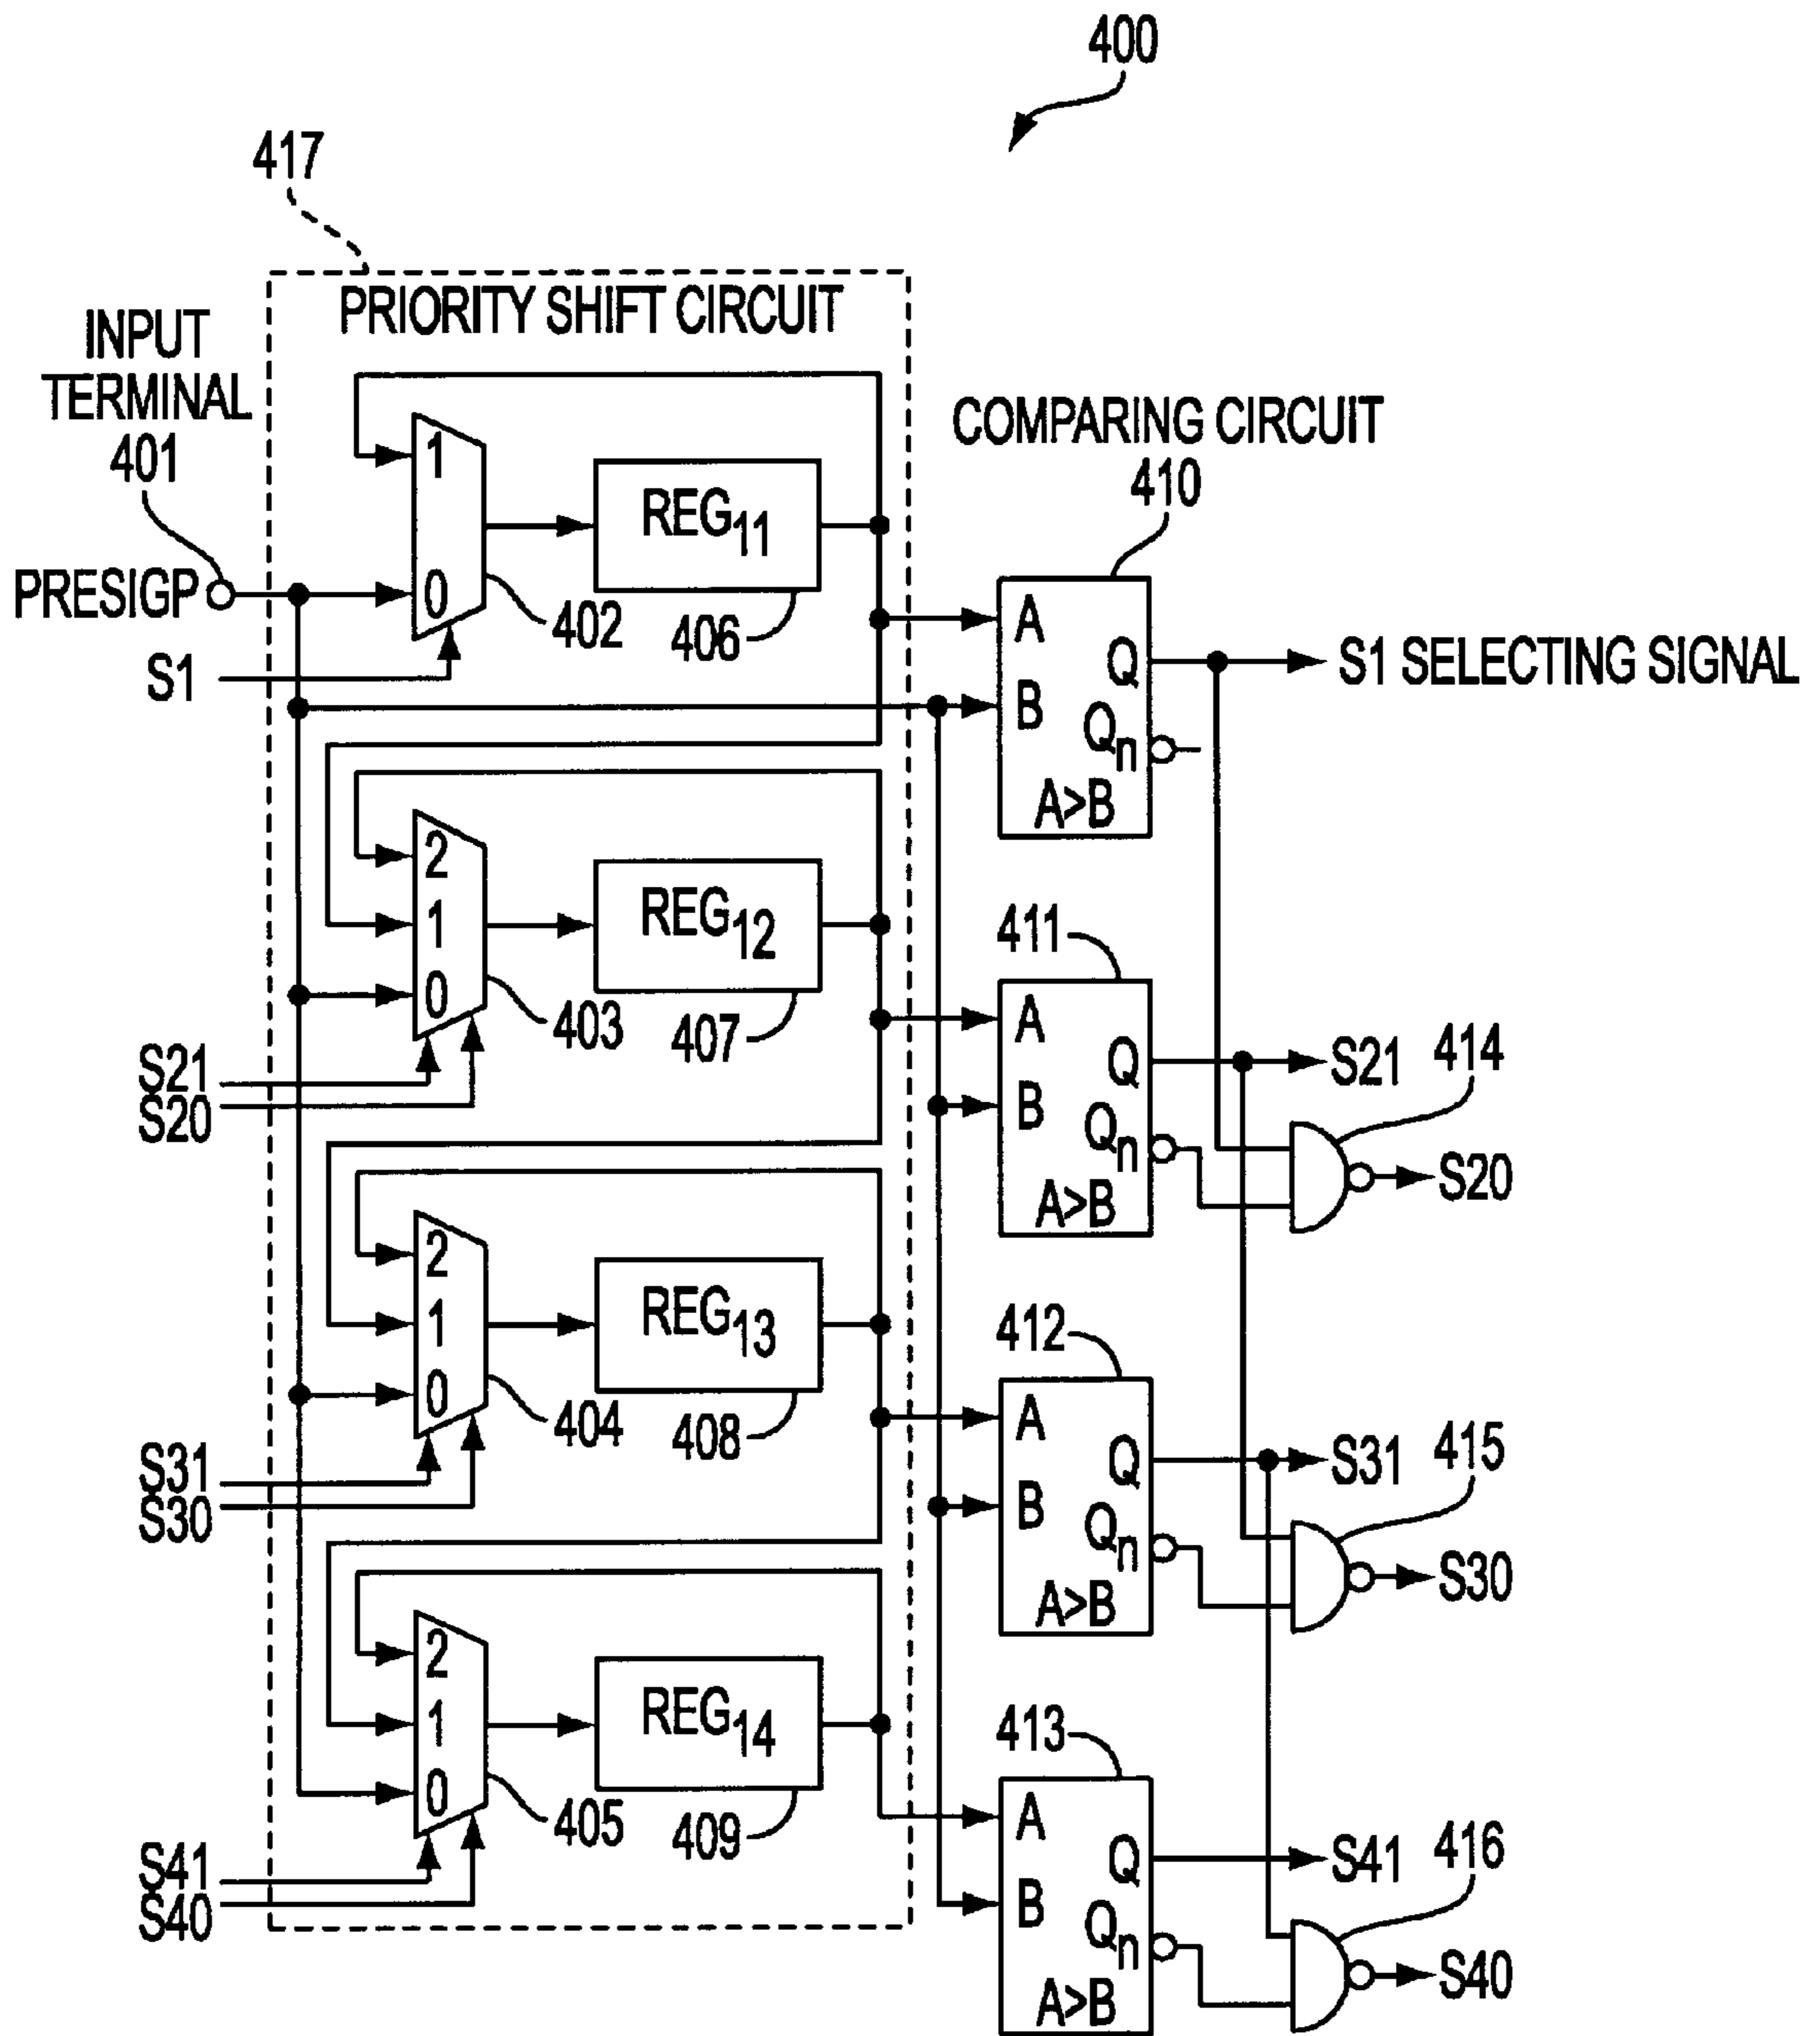 400
417
PRIORITY SHIFT CIRCUIT
INPUT
TERMINAL
401
PRESIGP
S1
1
0
402
REG11
406
COMPARING CIRCUIT
410
A
B
Q
Qn
A>B
S1 SELECTING SIGNAL
2
1
0
403
REG12
407
S21
S20
411
A
B
Q
Qn
A>B
S21
414
S20
2
1
0
404
REG13
408
S31
S30
412
A
B
Q
Qn
A>B
S31
415
S30
2
1
0
405
REG14
409
S41
S40
413
A
B
Q
Qn
A>B
S41
416
S40